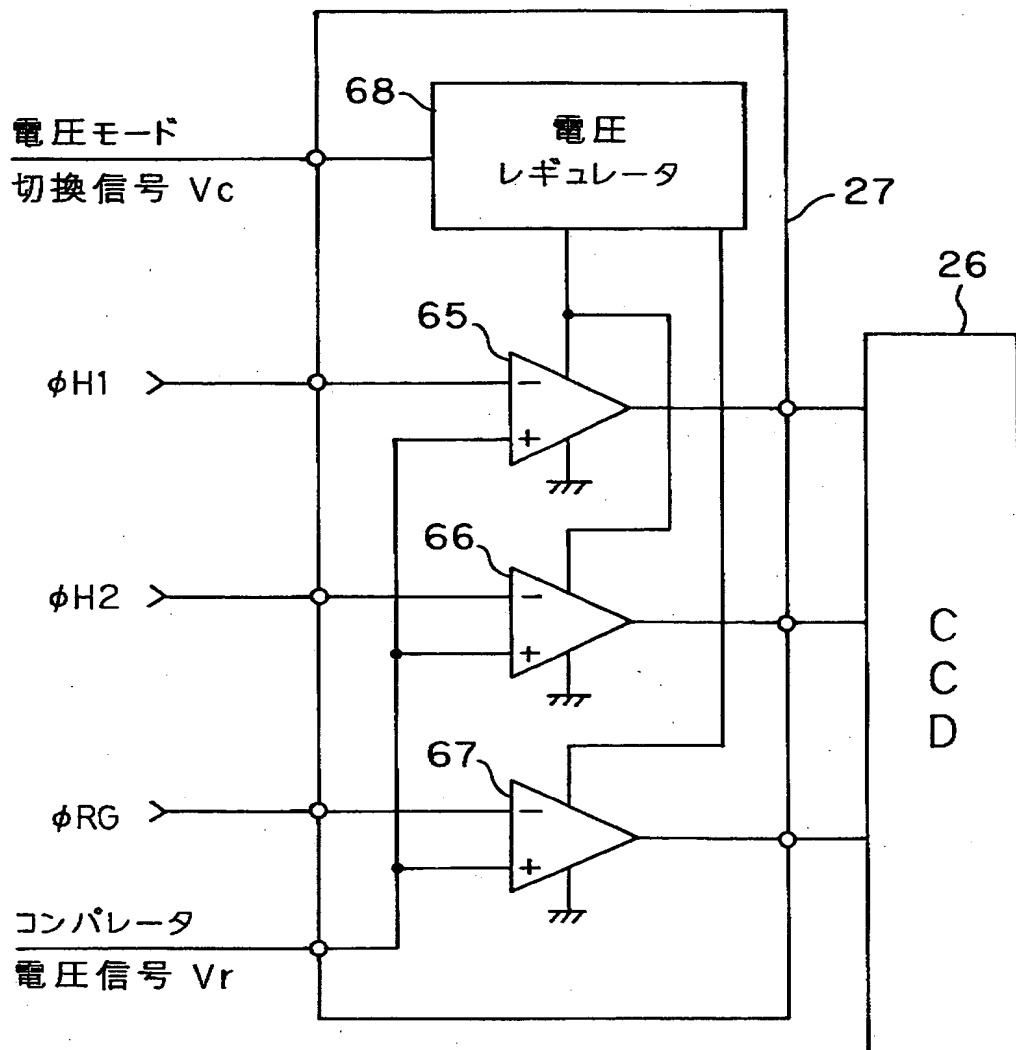 68
電圧
レギュレータ
電圧モード
切換信号 Vc
27
26
65
φH1
−
+
66
φH2
−
+
CCD
67
φRG
−
+
コンパレータ
電圧信号 Vr